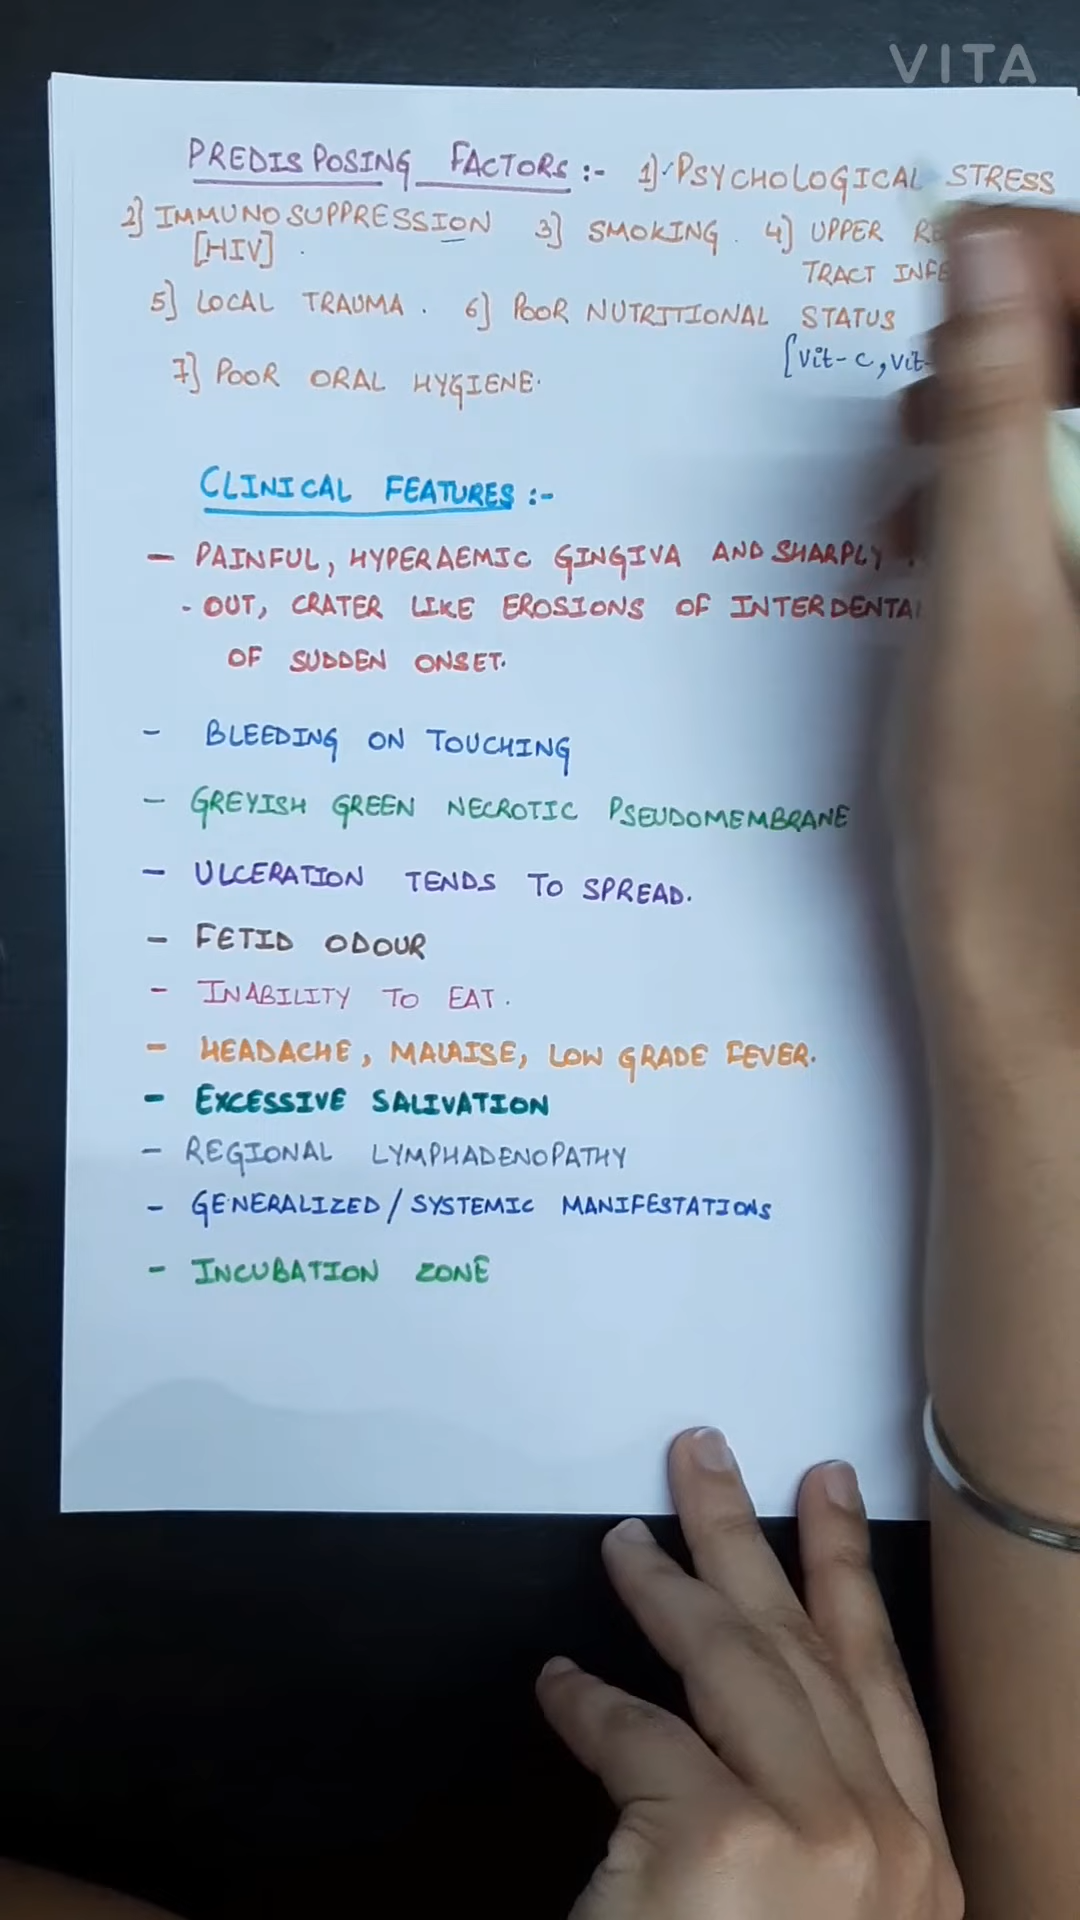 VITA
PREDISPOSING FACTORS :- 1] PSYCHOLOGICAL STRESS
2] IMMUNOSUPPRESSION 3] SMOKING. 4] UPPER
[HIV]. TRACT
5] LOCAL TRAUMA. 6] POOR NUTRITIONAL STATUS
[Vit-C,
7] POOR ORAL HYGIENE.
CLINICAL FEATURES :-
- PAINFUL, HYPERAEMIC GINGIVA AND SHARPLY
- OUT, CRATER LIKE EROSIONS OF
OF SUDDEN ONSET.
- BLEEDING ON TOUCHING
- GREYISH GREEN NECROTIC PSEUDOMEMBRANE
- ULCERATION TENDS TO SPREAD.
- FETID ODOUR
- INABILITY TO EAT.
- HEADACHE, MALAISE, LOW GRADE FEVER.
- EXCESSIVE SALIVATION
- REGIONAL LYMPHADENOPATHY
- GENERALIZED/SYSTEMIC MANIFESTATIONS
- INCUBATION ZONE